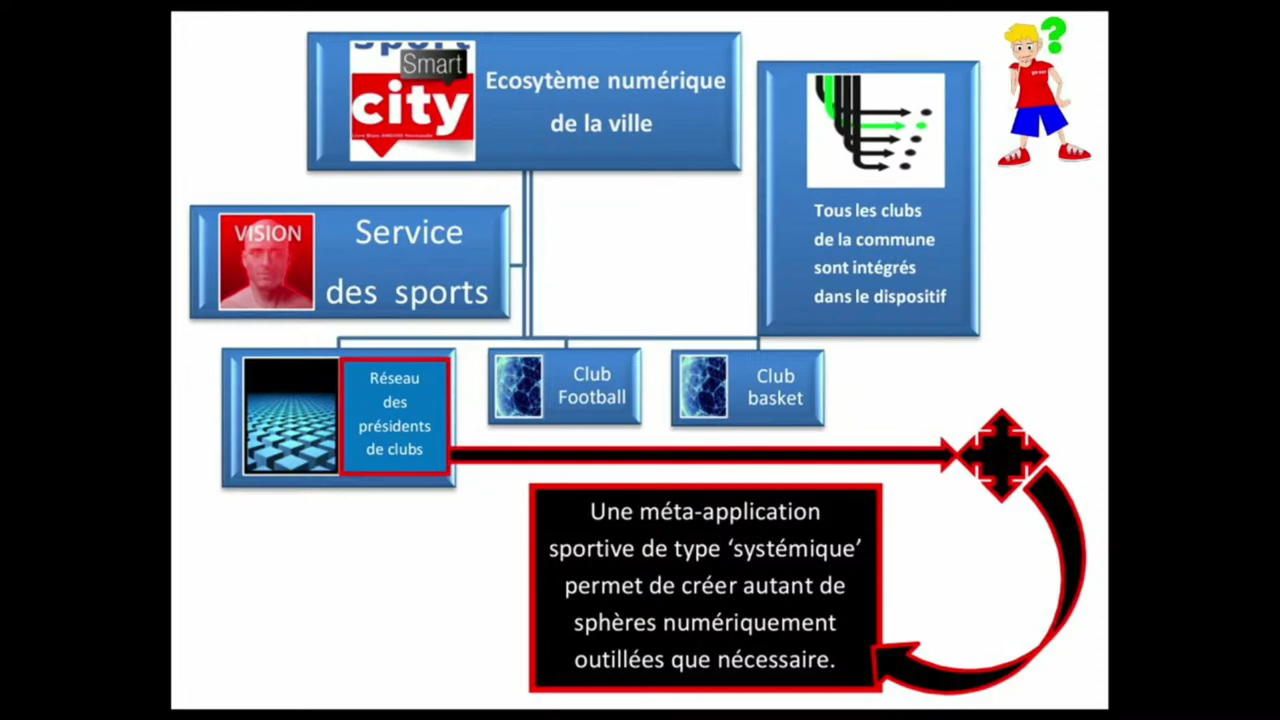 sport
Smart
city
Ecosytème numérique
de la ville
Tous les clubs
de la commune
sont intégrés
dans le dispositif
VISION
Service
des sports
Réseau
des
présidents
de clubs
Club
Football
Club
basket
Une méta-application
sportive de type ‘systémique’
permet de créer autant de
sphères numériquement
outillées que nécessaire.